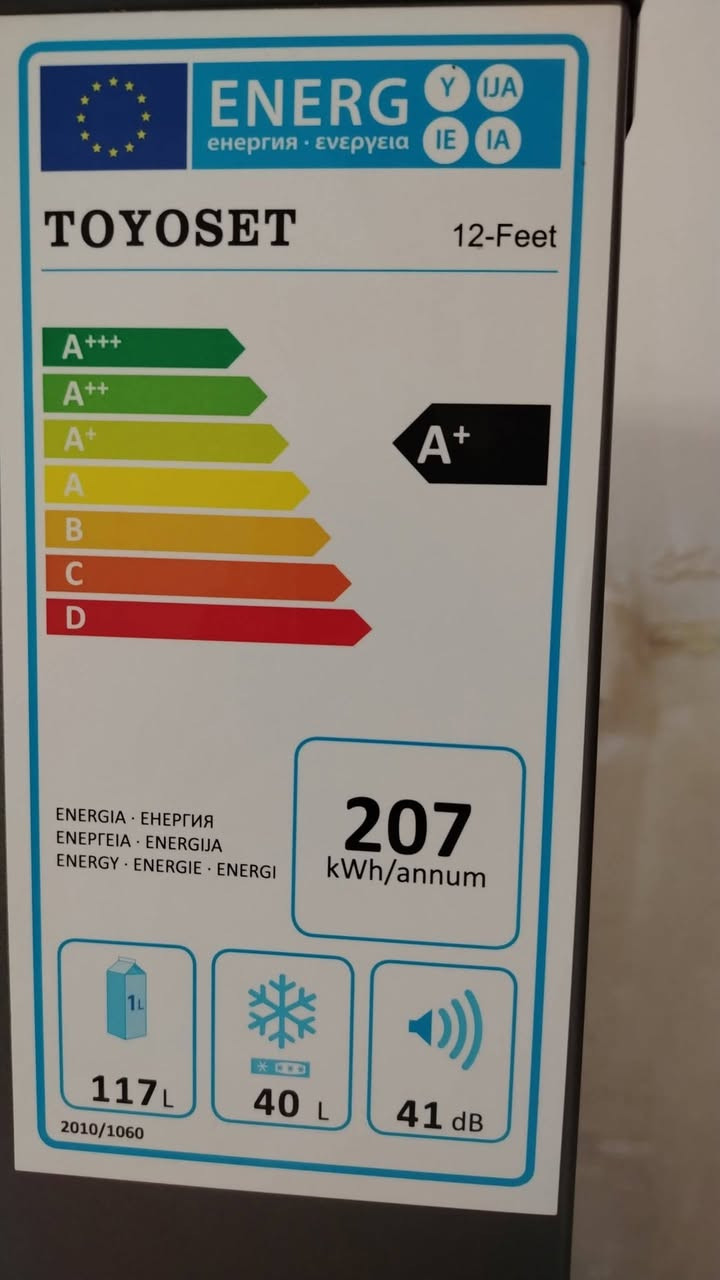 ENERG Y IJA
енергия · ενεργεια IE IA
TOYOSET 12-Feet
A+++
A++
A+ A+
A
B
C
D
ENERGIA · ЕНЕРГИЯ
ΕΝΕΡΓΕΙΑ · ENERGIJA
ENERGY · ENERGIE · ENERGI
207
kWh/annum
1L
117L 40 L 41 dB
2010/1060